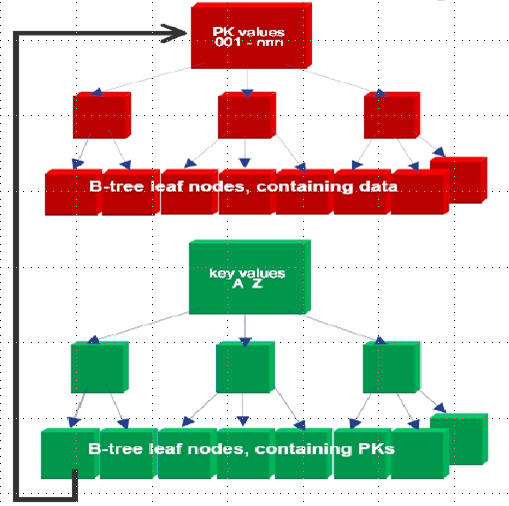 PK values
001 - nnn
B-tree leaf nodes, containing data
key values
A Z
B-tree leaf nodes, containing PKs